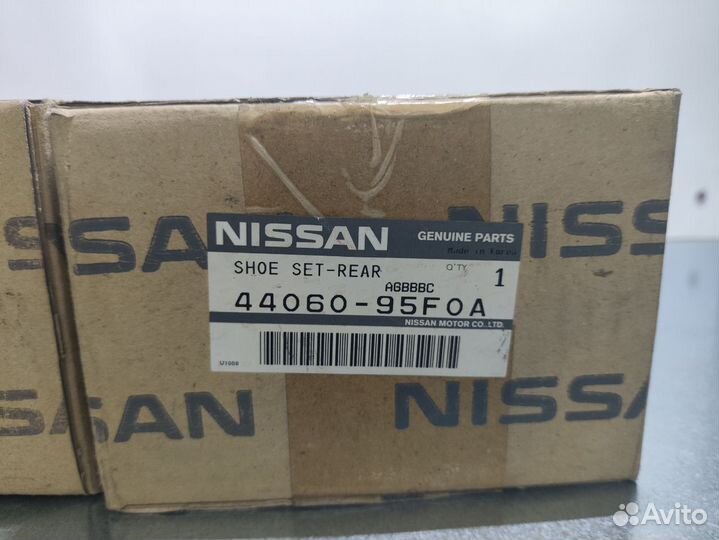 SSAN
NISS
NISSAN GENUINE PARTS
Made in Korea
SHOE SET-REAR Q'TY 1
AGBBBC
44060-95F0A
NISSAN MOTOR CO.,LTD.
U1008
SAN
NISSA
Avito